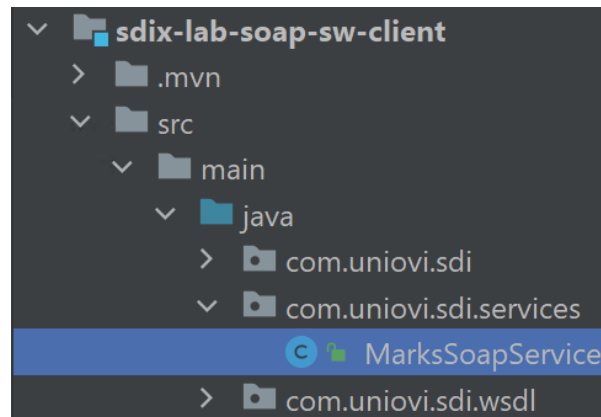 sdix-lab-soap-sw-client
.mvn
src
main
java
com.uniovi.sdi
com.uniovi.sdi.services
C MarksSoapService
com.uniovi.sdi.wsdl